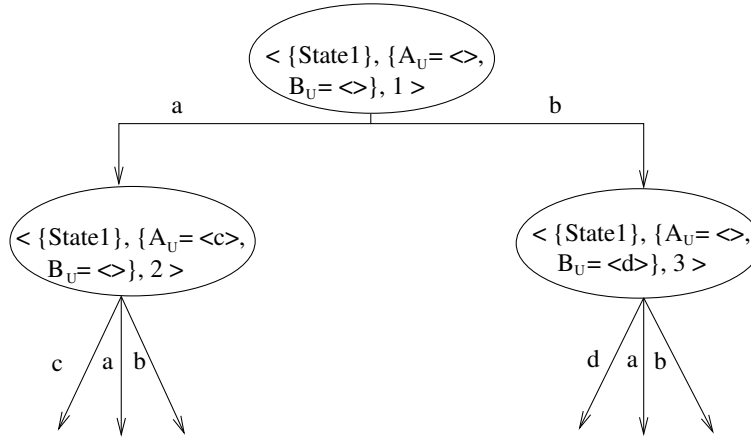 < {State1}, {A_U= <>,
B_U= <>}, 1 >
a
b
< {State1}, {A_U= <c>,
B_U= <>}, 2 >
< {State1}, {A_U= <>,
B_U= <d>}, 3 >
c
a
b
d
a
b